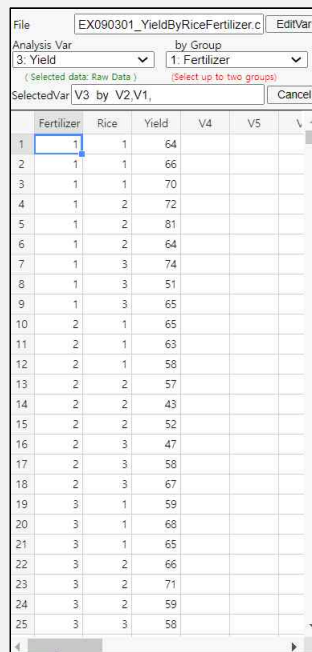 File EX090301_YieldByRiceFertilizer.c EditVar
Analysis Var by Group
3: Yield 1: Fertilizer
( Selected data: Raw Data ) (Select up to two groups)
SelectedVar V3 by V2,V1, Cancel
Fertilizer Rice Yield V4 V5
1 1 1 64
2 1 1 66
3 1 1 70
4 1 2 72
5 1 2 81
6 1 2 64
7 1 3 74
8 1 3 51
9 1 3 65
10 2 1 65
11 2 1 63
12 2 1 58
13 2 2 57
14 2 2 43
15 2 2 52
16 2 3 47
17 2 3 58
18 2 3 67
19 3 1 59
20 3 1 68
21 3 1 65
22 3 2 66
23 3 2 71
24 3 2 59
25 3 3 58